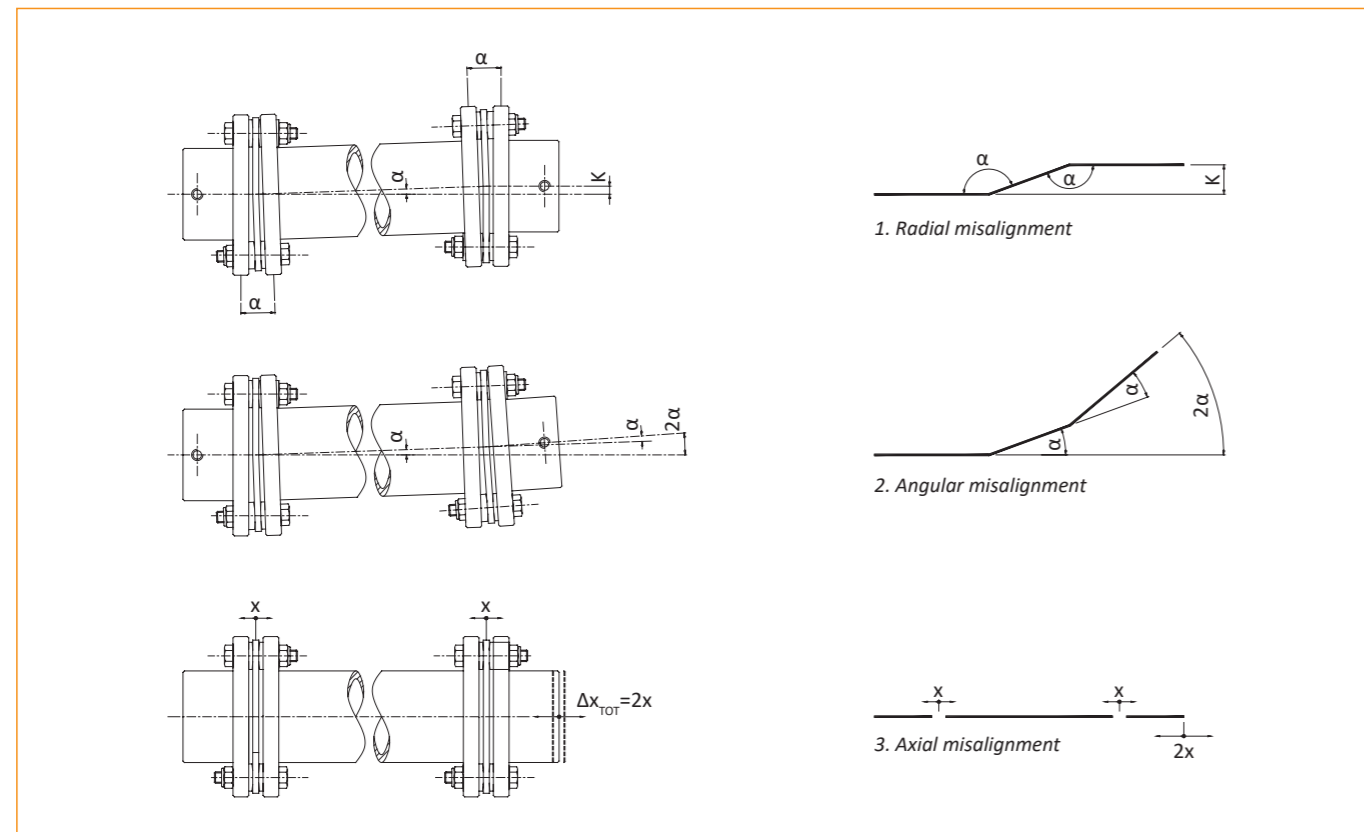 α
α
K
α
α
α
K
1. Radial misalignment
α
α
2α
α
α
2α
2. Angular misalignment
x
x
Δx_TOT=2x
x
x
2x
3. Axial misalignment